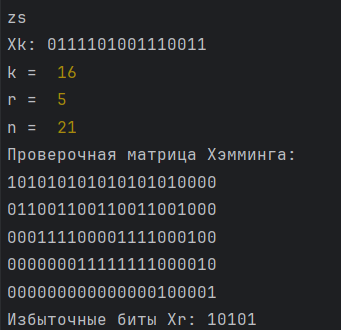 zs
Xk: 0111101001110011
k =  16
r =  5
n =  21
Проверочная матрица Хэмминга:
101010101010101010000
011001100110011001000
000111100001111000100
000000011111111000010
000000000000000100001
Избыточные биты Xr: 10101